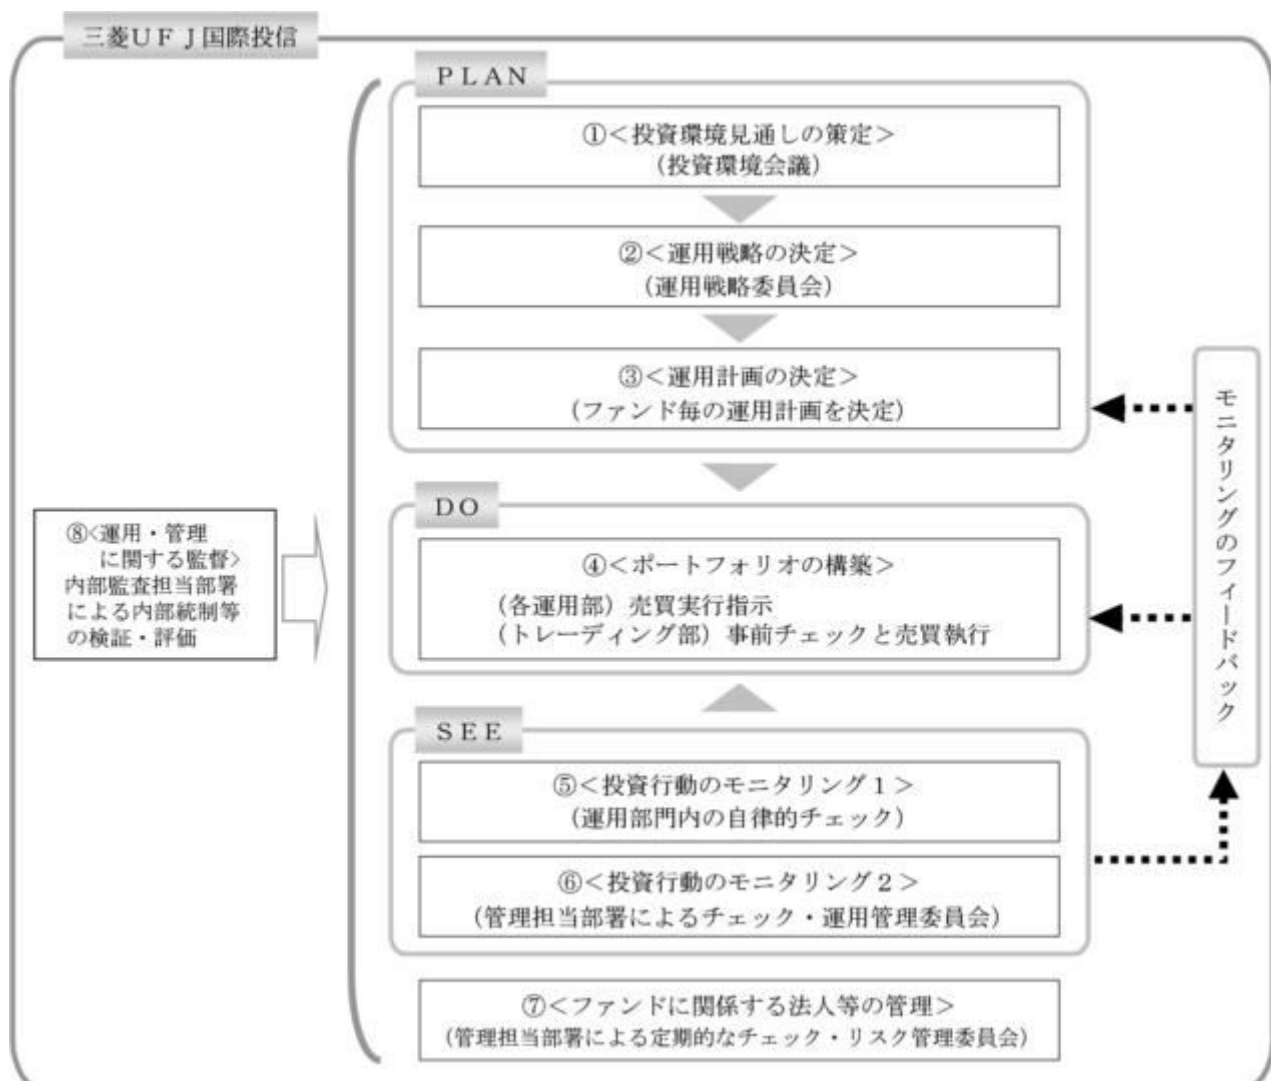 三菱ＵＦＪ国際投信
ＰＬＡＮ
①＜投資環境見通しの策定＞
（投資環境会議）
②＜運用戦略の決定＞
（運用戦略委員会）
③＜運用計画の決定＞
（ファンド毎の運用計画を決定）
ＤＯ
④＜ポートフォリオの構築＞
（各運用部）売買実行指示
（トレーディング部）事前チェックと売買執行
ＳＥＥ
⑤＜投資行動のモニタリング１＞
（運用部門内の自律的チェック）
⑥＜投資行動のモニタリング２＞
（管理担当部署によるチェック・運用管理委員会）
⑦＜ファンドに関係する法人等の管理＞
（管理担当部署による定期的なチェック・リスク管理委員会）
⑧<運用・管理
に関する監督>
内部監査担当部署
による内部統制等
の検証・評価
モニタリングのフィードバック